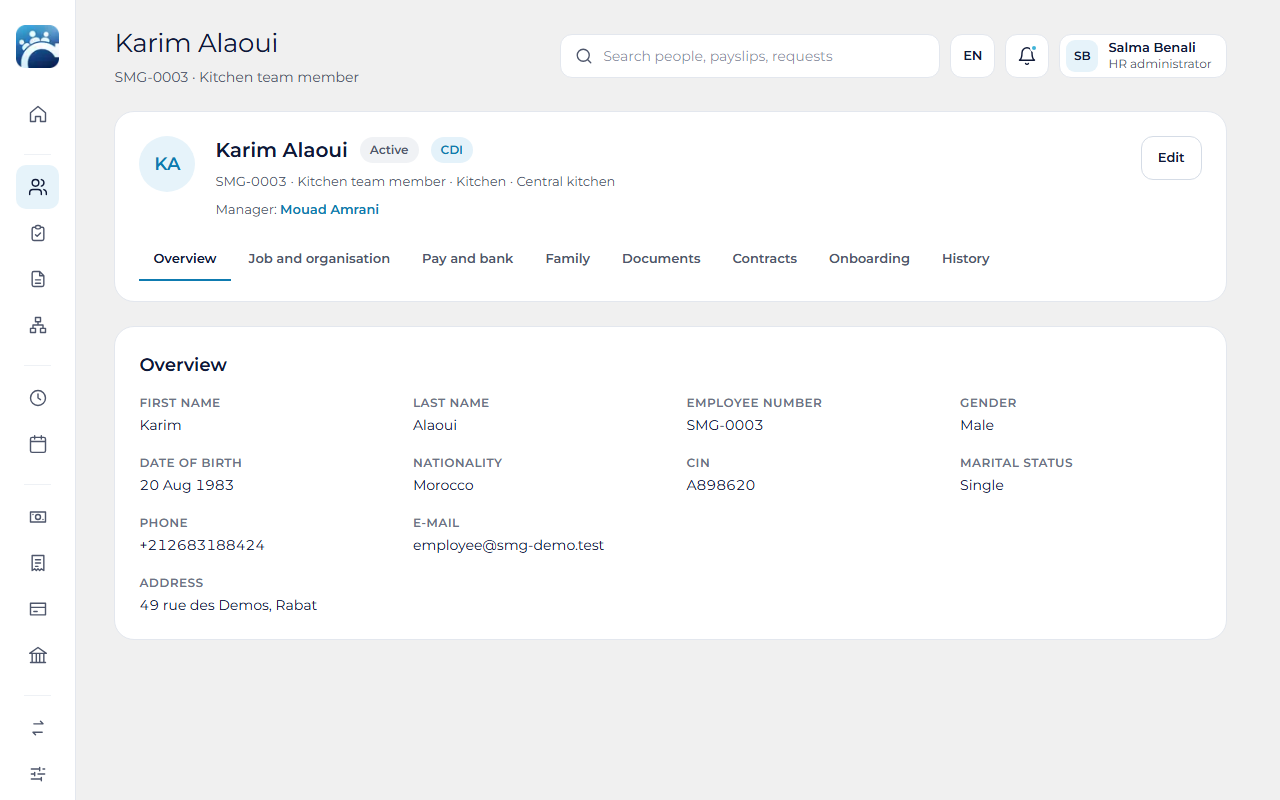 Karim Alaoui
SMG-0003 · Kitchen team member
Search people, payslips, requests
EN
SB
Salma Benali
HR administrator
KA
Karim Alaoui
Active
CDI
SMG-0003 · Kitchen team member · Kitchen · Central kitchen
Manager: Mouad Amrani
Edit
Overview
Job and organisation
Pay and bank
Family
Documents
Contracts
Onboarding
History
Overview
FIRST NAME
Karim
LAST NAME
Alaoui
EMPLOYEE NUMBER
SMG-0003
GENDER
Male
DATE OF BIRTH
20 Aug 1983
NATIONALITY
Morocco
CIN
A898620
MARITAL STATUS
Single
PHONE
+212683188424
E-MAIL
employee@smg-demo.test
ADDRESS
49 rue des Demos, Rabat